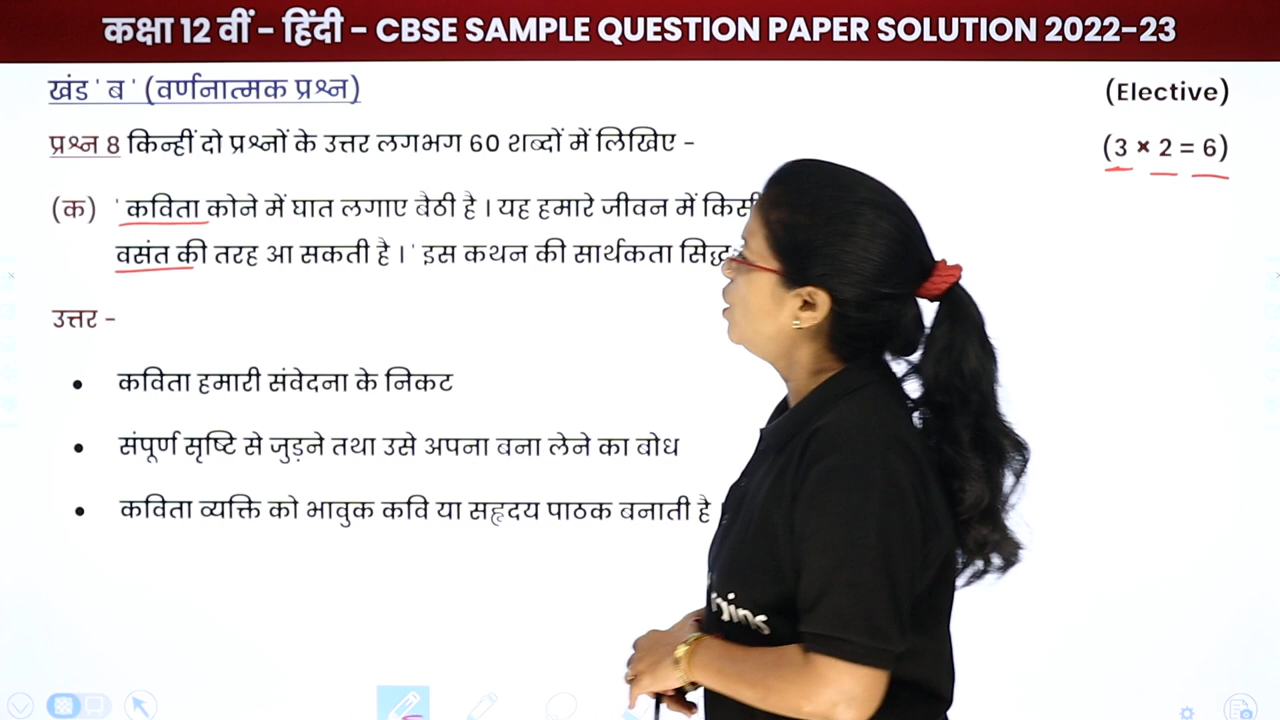 कक्षा 12 वीं – हिंदी – CBSE SAMPLE QUESTION PAPER SOLUTION 2022-23
खंड ' ब ' (वर्णनात्मक प्रश्न) (Elective)
प्रश्न 8 किन्हीं दो प्रश्नों के उत्तर लगभग 60 शब्दों में लिखिए – (3 × 2 = 6)
(क) ' कविता कोने में घात लगाए बैठी है । यह हमारे जीवन में किसी
वसंत की तरह आ सकती है । ' इस कथन की सार्थकता सिद्ध
उत्तर –
• कविता हमारी संवेदना के निकट
• संपूर्ण सृष्टि से जुड़ने तथा उसे अपना बना लेने का बोध
• कविता व्यक्ति को भावुक कवि या सहृदय पाठक बनाती है